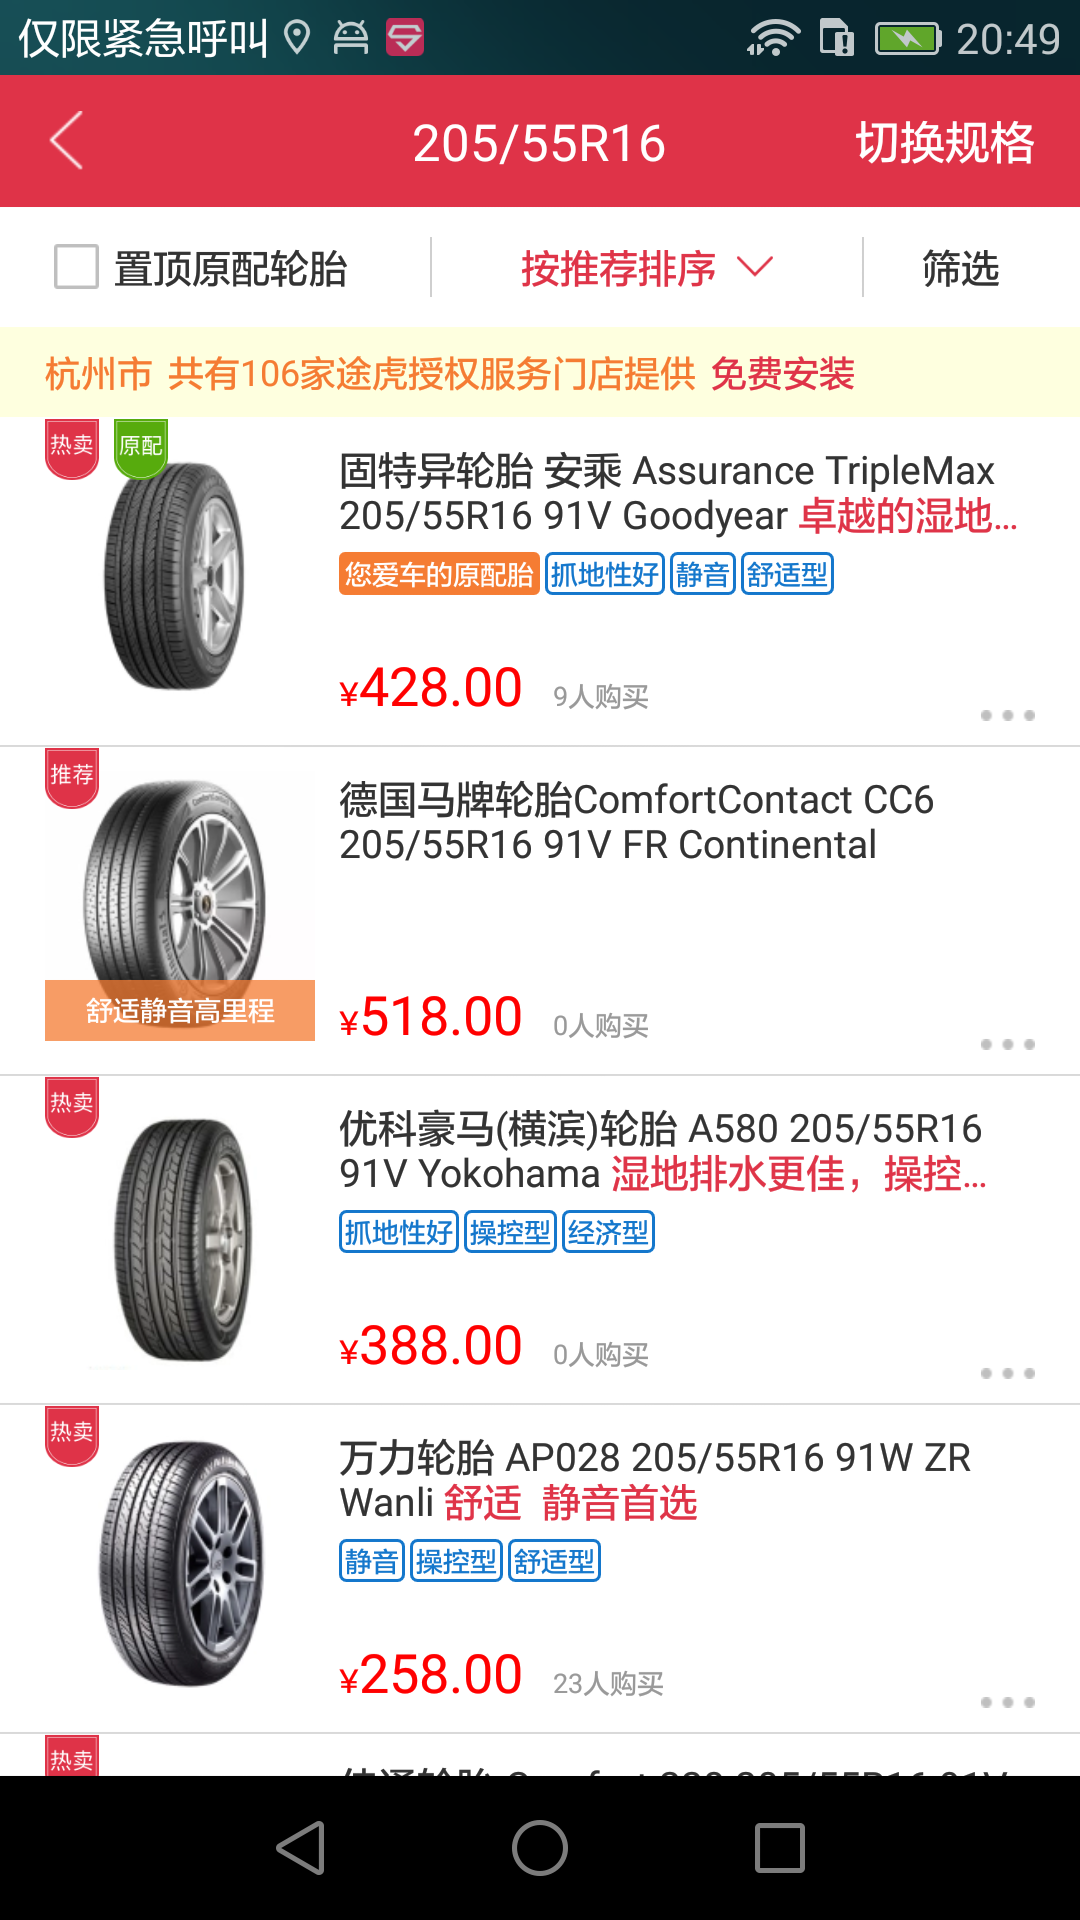 仅限紧急呼叫 20:49
205/55R16 切换规格
置顶原配轮胎 按推荐排序 筛选
杭州市 共有106家途虎授权服务门店提供 免费安装
热卖 原配
固特异轮胎 安乘 Assurance TripleMax
205/55R16 91V Goodyear 卓越的湿地...
您爱车的原配胎 抓地性好 静音 舒适型
¥428.00 9人购买
推荐
德国马牌轮胎ComfortContact CC6
205/55R16 91V FR Continental
舒适静音高里程
¥518.00 0人购买
热卖
优科豪马(横滨)轮胎 A580 205/55R16
91V Yokohama 湿地排水更佳，操控...
抓地性好 操控型 经济型
¥388.00 0人购买
热卖
万力轮胎 AP028 205/55R16 91W ZR
Wanli 舒适 静音首选
静音 操控型 舒适型
¥258.00 23人购买
热卖